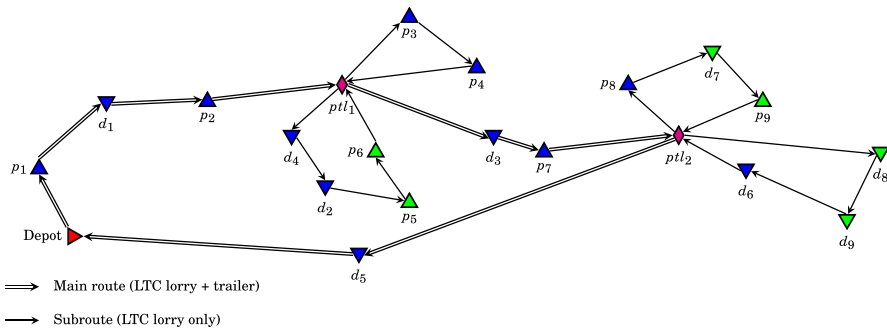 p3
d7
p4
p8
p9
ptl1
d1
p2
d4
p6
d3
p7
ptl2
p1
d2
p5
d6
d8
d9
Depot
d5
Main route (LTC lorry + trailer)
Subroute (LTC lorry only)